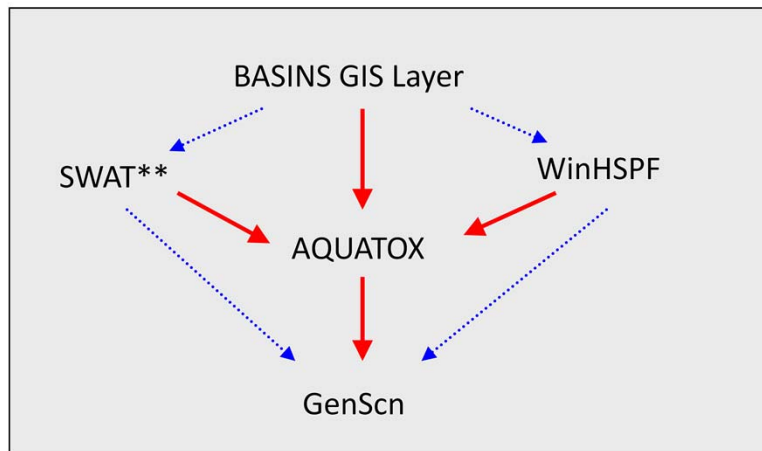 BASINS GIS Layer
SWAT**
WinHSPF
AQUATOX
GenScn